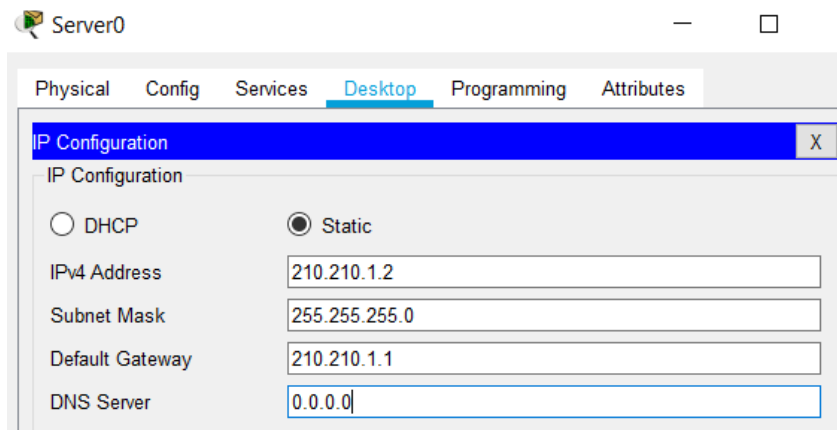 Server0
Physical Config Services Desktop Programming Attributes
IP Configuration X
IP Configuration
DHCP Static
IPv4 Address 210.210.1.2
Subnet Mask 255.255.255.0
Default Gateway 210.210.1.1
DNS Server 0.0.0.0